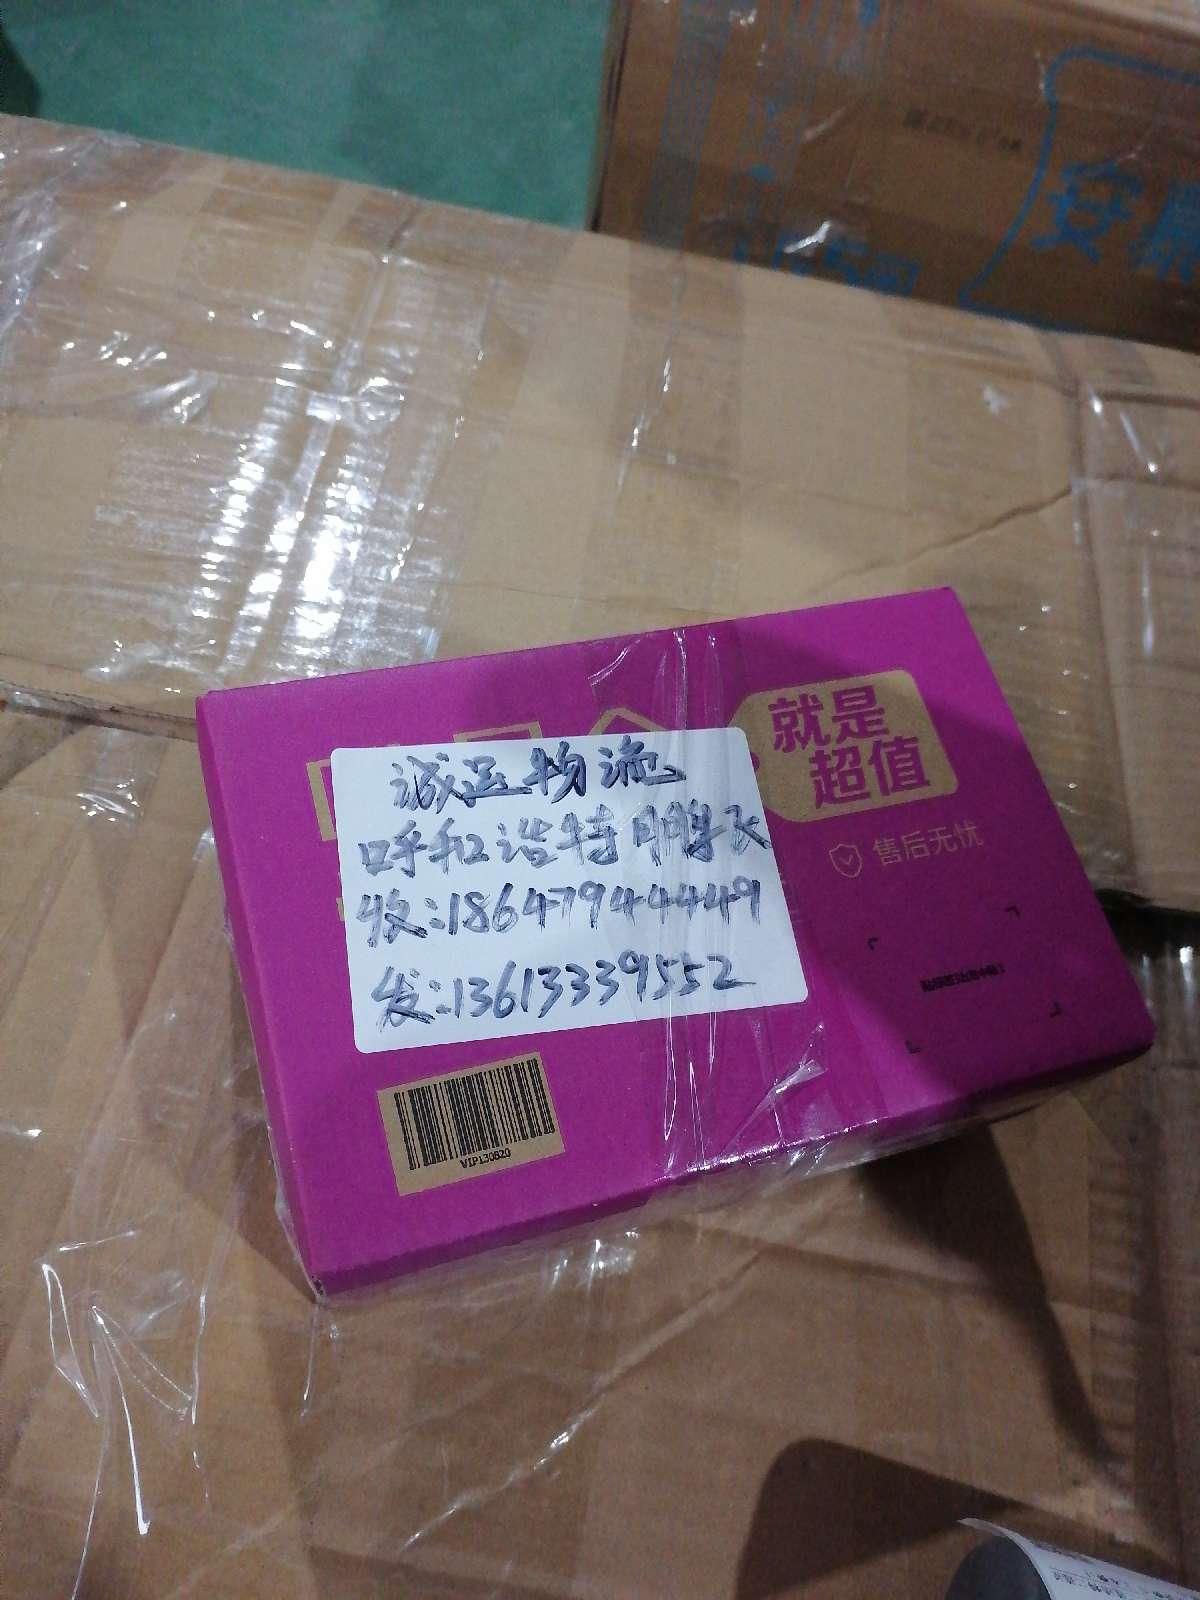 安
就是
超值
售后无忧
诚运物流
呼和浩特鹏飞
收:18647944449
发:13613339552
VIP130820